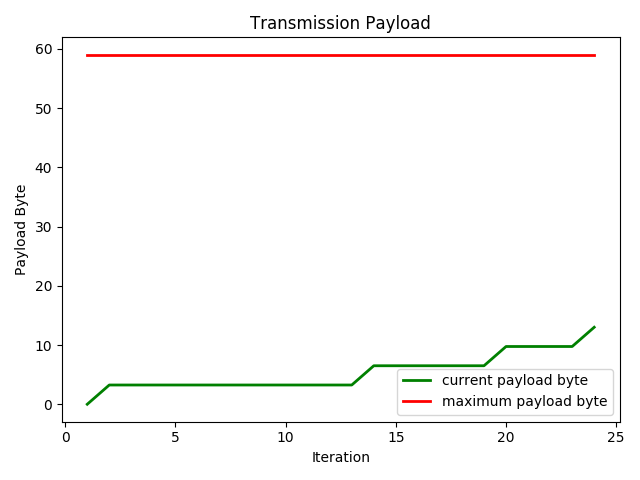 Transmission Payload
60
50
40
30
20
10
0
Payload Byte
current payload byte
maximum payload byte
0 5 10 15 20 25
Iteration